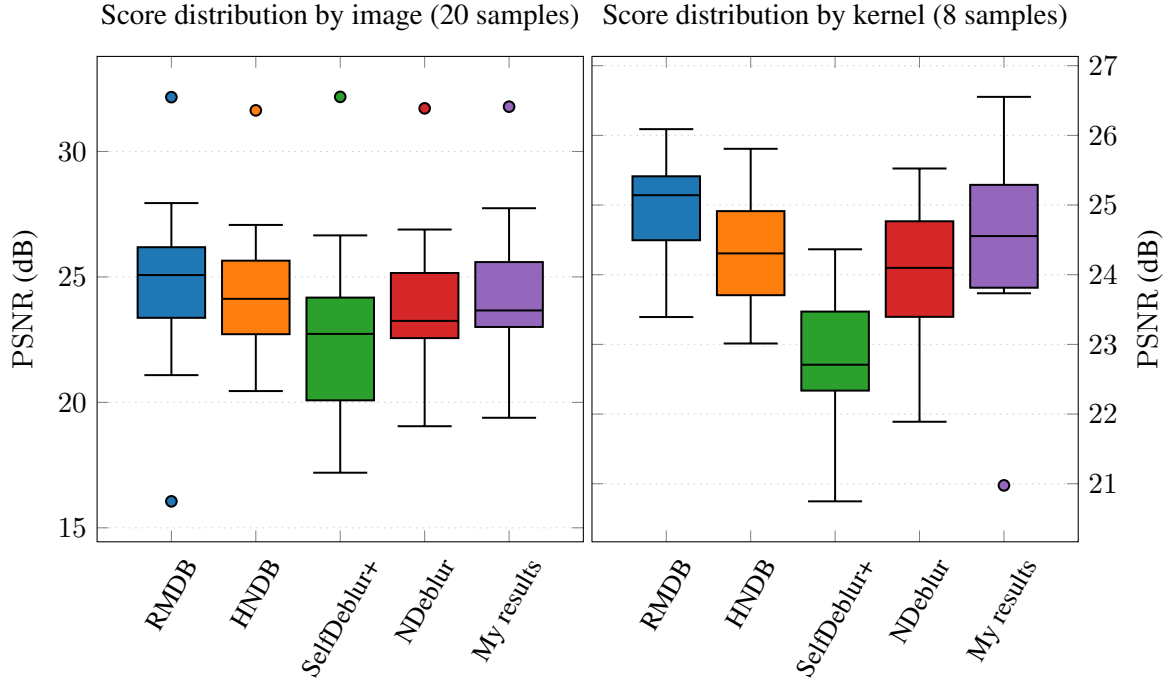 Score distribution by image (20 samples)
Score distribution by kernel (8 samples)
PSNR (dB)
30
25
20
15
RMDB
HNDB
SelfDeblur+
NDeblur
My results
27
26
25
24
23
22
21
PSNR (dB)
RMDB
HNDB
SelfDeblur+
NDeblur
My results